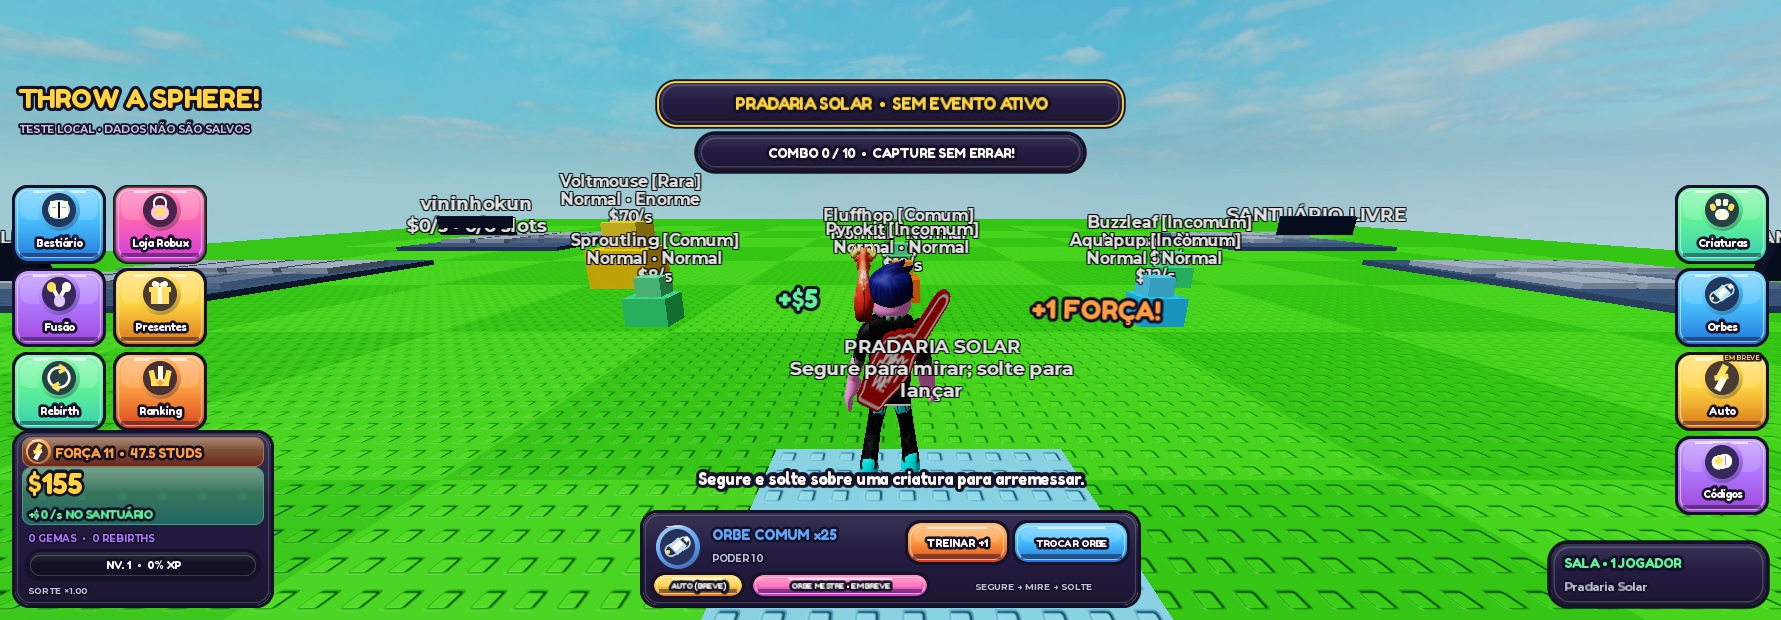 THROW A SPHERE!
TESTE LOCAL • DADOS NÃO SÃO SALVOS
PRADARIA SOLAR • SEM EVENTO ATIVO
COMBO 0 / 10 • CAPTURE SEM ERRAR!
Bestiário
Loja Robux
Fusão
Presentes
Rebirth
Ranking
vininhokun
Voltmouse [Rara]
Normal • Enorme
$70/s
Sproutling [Comum]
Normal • Normal
$8/s
Fluffhop [Comum]
Pyrokit [Incomum]
Normal • Normal
Buzzleaf [Incomum]
Aquapup [Incomum]
Normal
Normal
SANTUÁRIO LIVRE
+$5
+1 FORÇA!
PRADARIA SOLAR
Segure para mirar; solte para
lançar
Segure e solte sobre uma criatura para arremessar.
Criaturas
Orbes
EM BREVE
Auto
Códigos
FORÇA 11 • 47.5 STUDS
$155
+$0/s NO SANTUÁRIO
0 GEMAS • 0 REBIRTHS
NV. 1 • 0% XP
SORTE ×1.00
ORBE COMUM x25
PODER 10
TREINAR +1
TROCAR ORBE
AUTO (BREVE)
ORBE MESTRE • EM BREVE
SEGURE → MIRE → SOLTE
SALA • 1 JOGADOR
Pradaria Solar